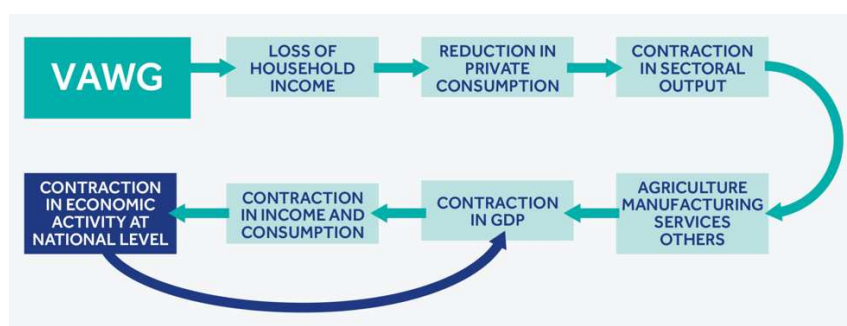 VAWG
LOSS OF
HOUSEHOLD
INCOME
REDUCTION IN
PRIVATE
CONSUMPTION
CONTRACTION
IN SECTORAL
OUTPUT
AGRICULTURE
MANUFACTURING
SERVICES
OTHERS
CONTRACTION
IN GDP
CONTRACTION
IN INCOME AND
CONSUMPTION
CONTRACTION
IN ECONOMIC
ACTIVITY AT
NATIONAL LEVEL